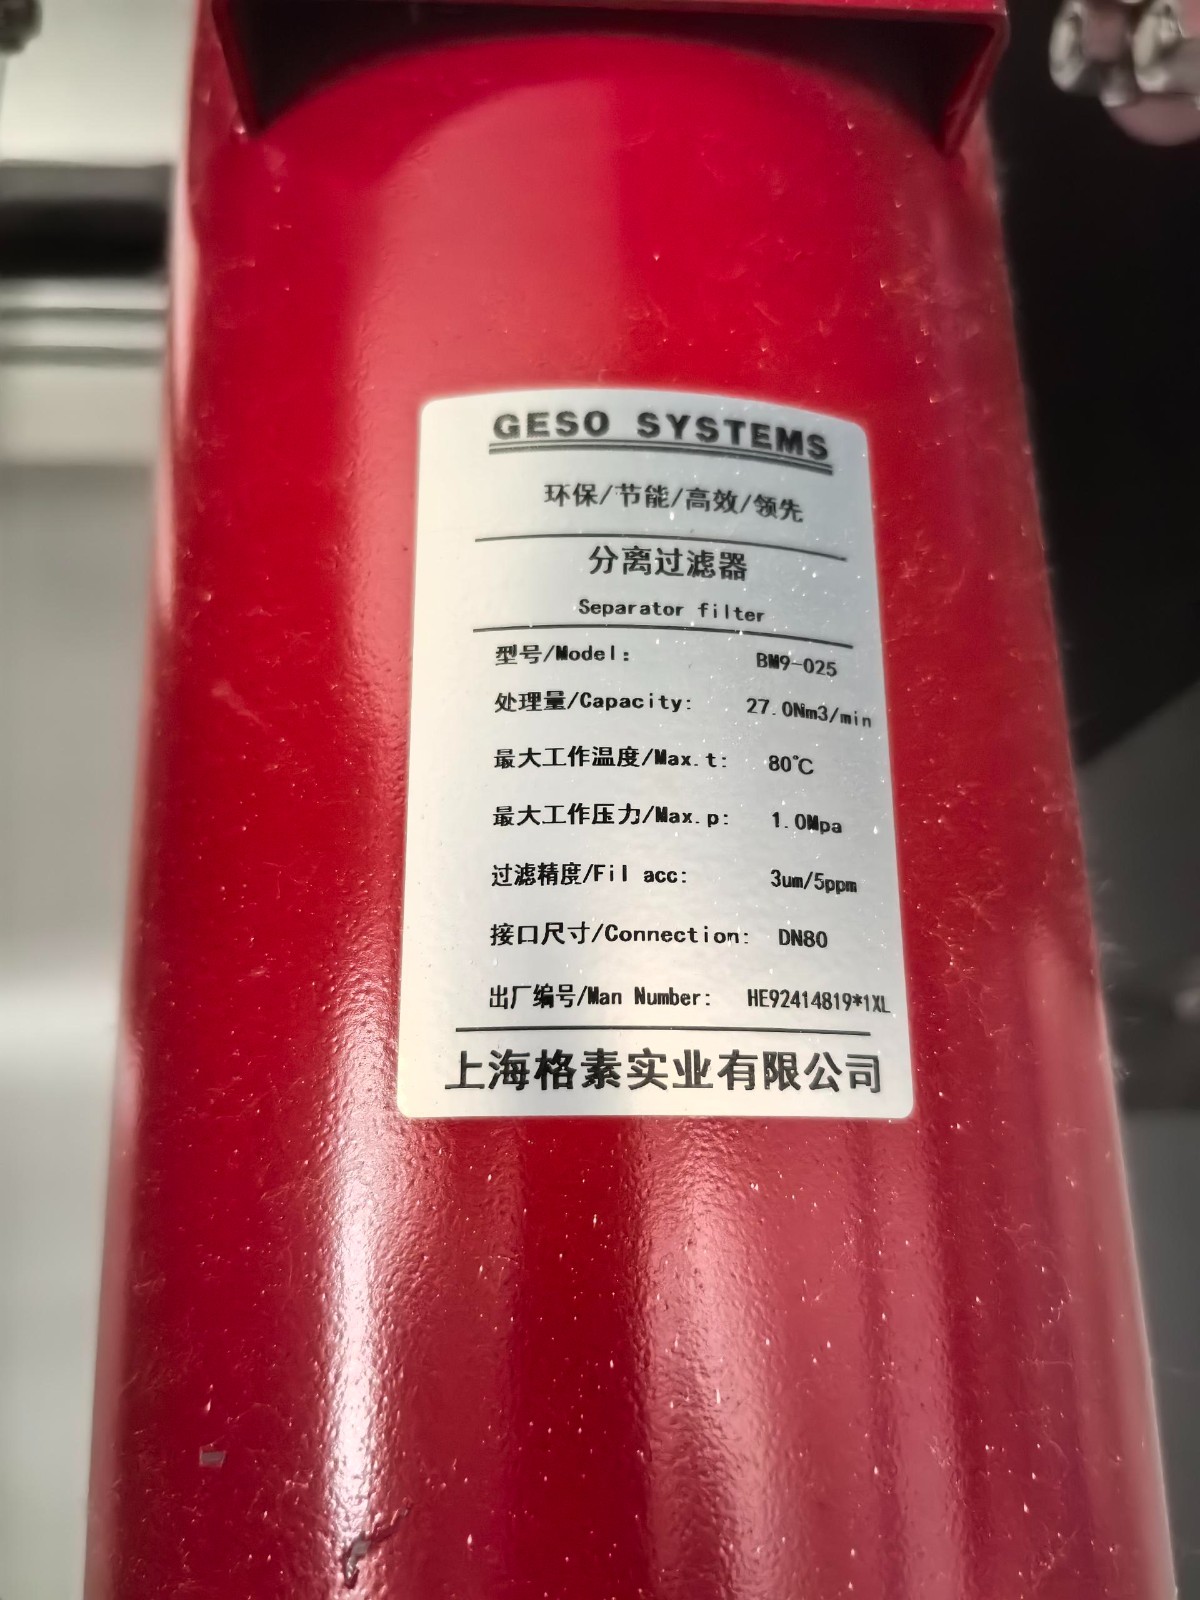 GESO SYSTEMS
环保/节能/高效/领先
分离过滤器
Separator filter
型号/Model: BM9-025
处理量/Capacity: 27.0Nm3/min
最大工作温度/Max.t: 80℃
最大工作压力/Max.p: 1.0Mpa
过滤精度/Fil acc: 3um/5ppm
接口尺寸/Connection: DN80
出厂编号/Man Number: HE92414819*1XL
上海格素实业有限公司